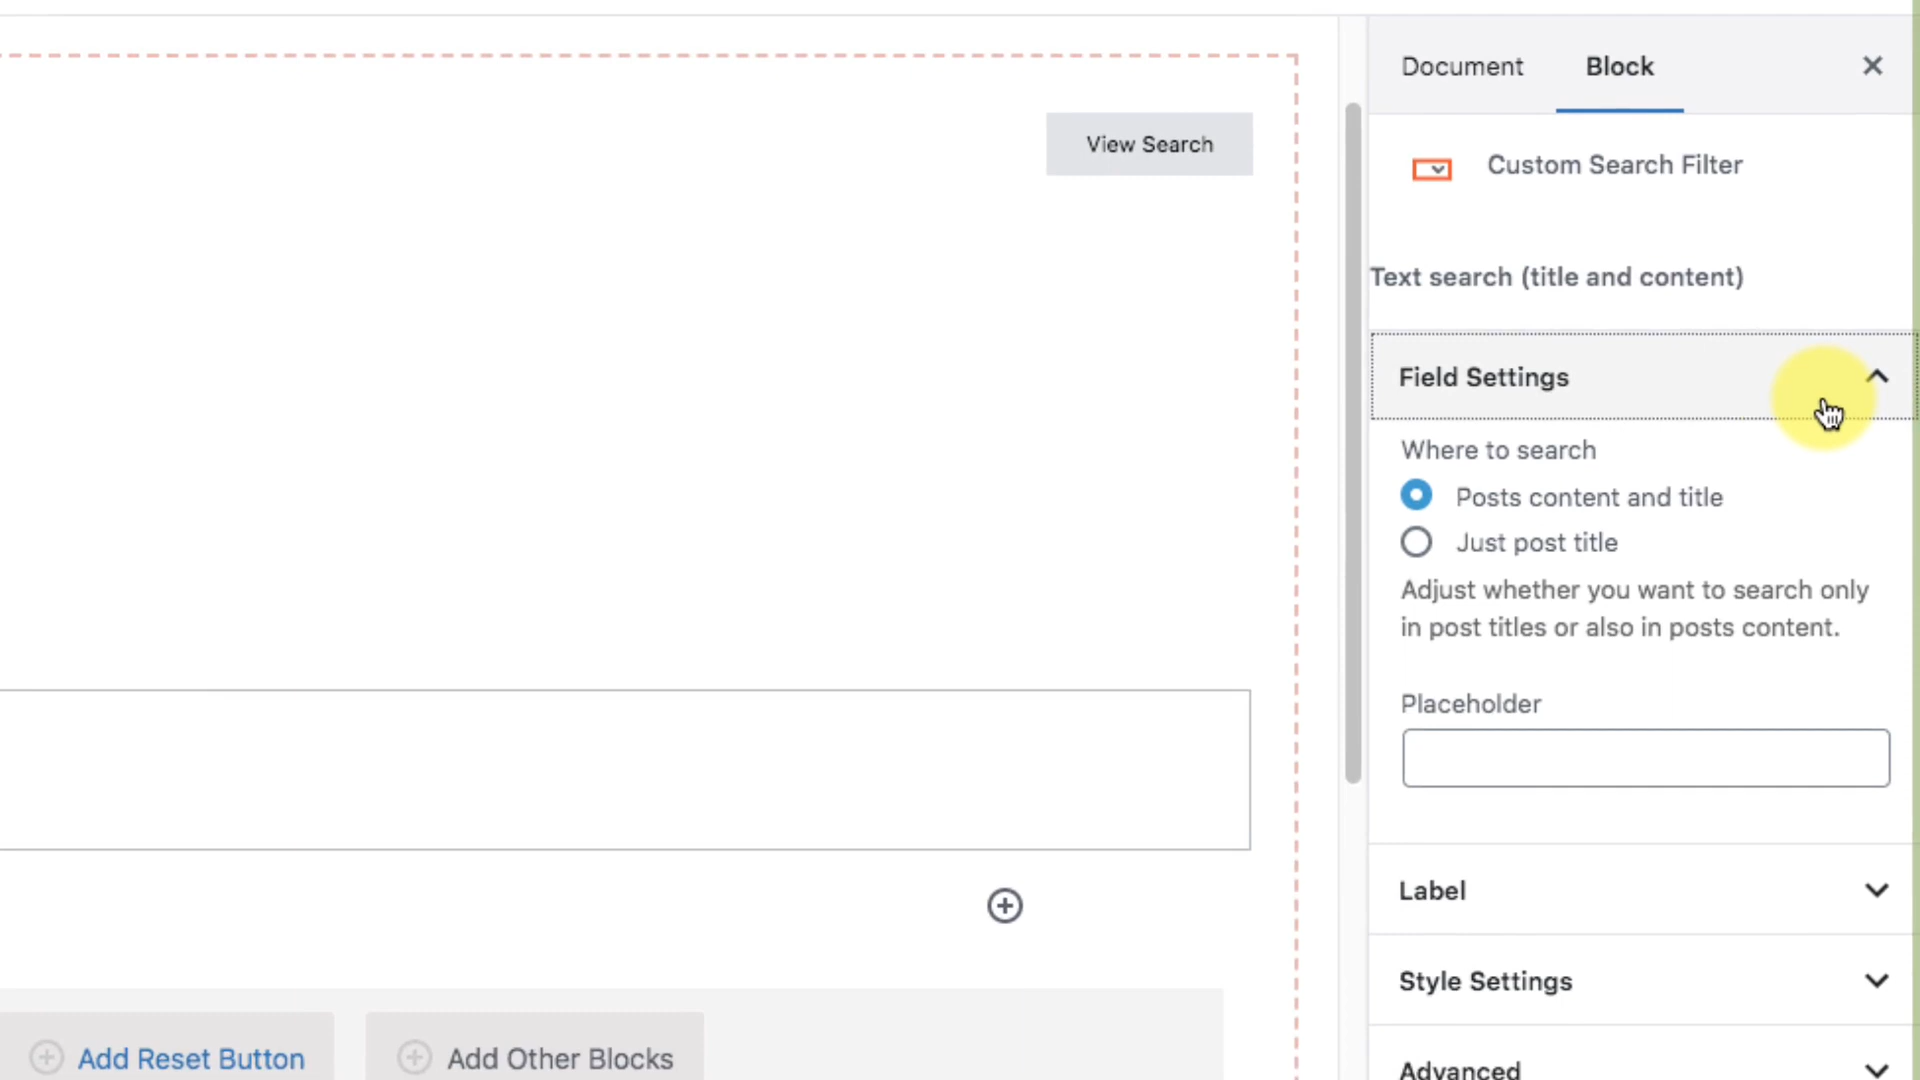 Document
Block
View Search
Custom Search Filter
Text search (title and content)
Field Settings
Where to search
Posts content and title
Just post title
Adjust whether you want to search only
in post titles or also in posts content.
Placeholder
Label
Style Settings
Add Reset Button
Add Other Blocks
Advanced